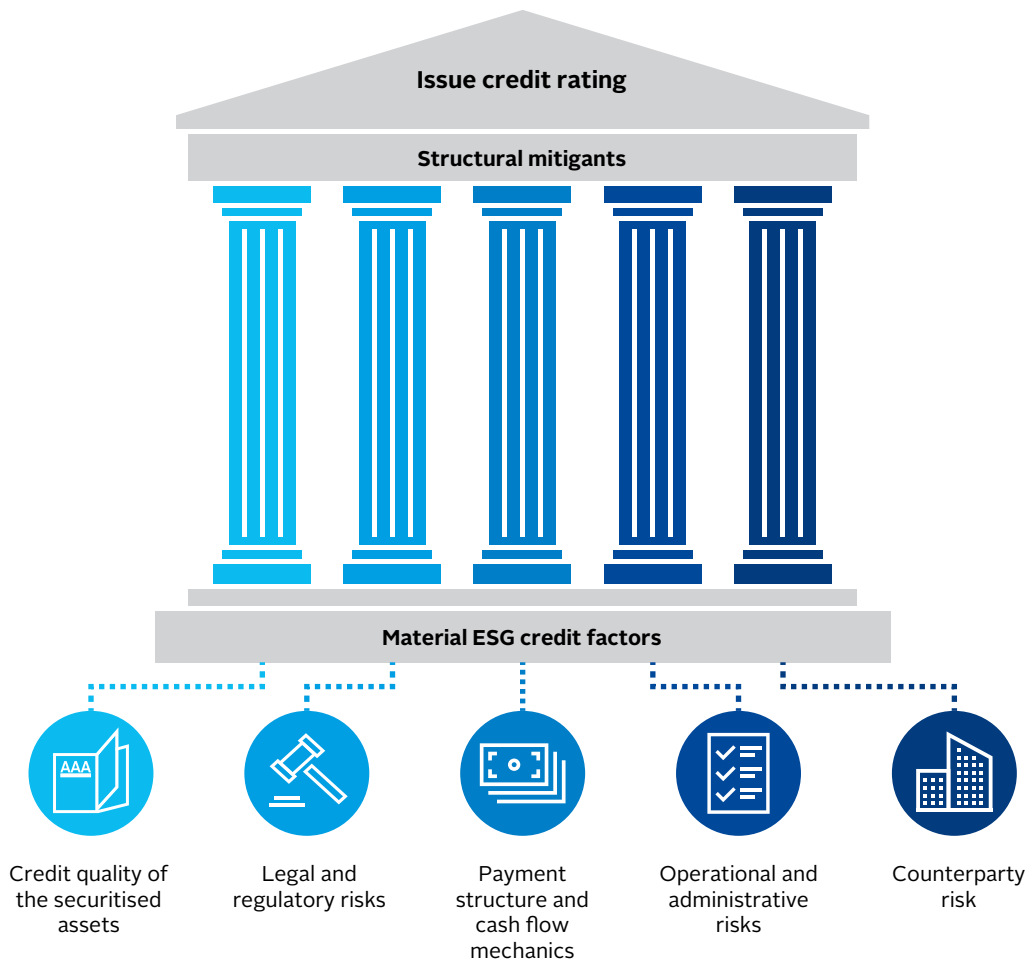 Issue credit rating
Structural mitigants
Material ESG credit factors
AAA
Credit quality of
the securitised
assets
Legal and
regulatory risks
Payment
structure and
cash flow
mechanics
Operational and
administrative
risks
Counterparty
risk